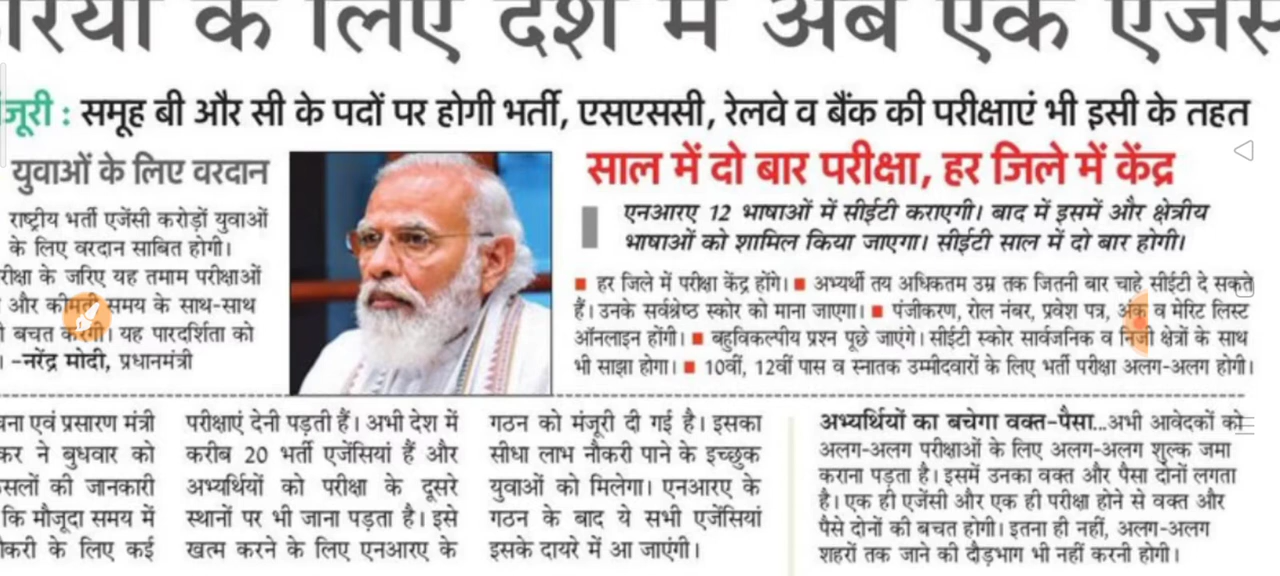 के लिए देश में अब एक
समूह बी और सी के पदों पर होगी भर्ती, एसएससी, रेलवे व बैंक की परीक्षाएं भी इसी के तहत
युवाओं के लिए वरदान
राष्ट्रीय भर्ती एजेंसी करोड़ों युवाओं
के लिए वरदान साबित होगी।
के जरिए यह तमाम परीक्षाओं
और कीमती समय के साथ-साथ
बचत करेगी। यह पारदर्शिता को
। –नरेंद्र मोदी, प्रधानमंत्री
साल में दो बार परीक्षा, हर जिले में केंद्र
एनआरए 12 भाषाओं में सीईटी कराएगी। बाद में इसमें और क्षेत्रीय
भाषाओं को शामिल किया जाएगा। सीईटी साल में दो बार होगी।
■ हर जिले में परीक्षा केंद्र होंगे। ■ अभ्यर्थी तय अधिकतम उम्र तक जितनी बार चाहे सीईटी दे सकते
हैं। उनके सर्वश्रेष्ठ स्कोर को माना जाएगा। ■ पंजीकरण, रोल नंबर, प्रवेश पत्र, अंक व मेरिट लिस्ट
ऑनलाइन होंगी। ■ बहुविकल्पीय प्रश्न पूछे जाएंगे। सीईटी स्कोर सार्वजनिक व निजी क्षेत्रों के साथ
भी साझा होगा। ■ 10वीं, 12वीं पास व स्नातक उम्मीदवारों के लिए भर्ती परीक्षा अलग-अलग होगी।
एवं प्रसारण मंत्री
ने बुधवार को
की जानकारी
कि मौजूदा समय में
के लिए कई
परीक्षाएं देनी पड़ती हैं। अभी देश में
करीब 20 भर्ती एजेंसियां हैं और
अभ्यर्थियों को परीक्षा के दूसरे
स्थानों पर भी जाना पड़ता है। इसे
खत्म करने के लिए एनआरए के
गठन को मंजूरी दी गई है। इसका
सीधा लाभ नौकरी पाने के इच्छुक
युवाओं को मिलेगा। एनआरए के
गठन के बाद ये सभी एजेंसियां
इसके दायरे में आ जाएंगी।
अभ्यर्थियों का बचेगा वक्त-पैसा...अभी आवेदकों को
अलग-अलग परीक्षाओं के लिए अलग-अलग शुल्क जमा
कराना पड़ता है। इसमें उनका वक्त और पैसा दोनों लगता
है। एक ही एजेंसी और एक ही परीक्षा होने से वक्त और
पैसे दोनों की बचत होगी। इतना ही नहीं, अलग-अलग
शहरों तक जाने की दौड़भाग भी नहीं करनी होगी।